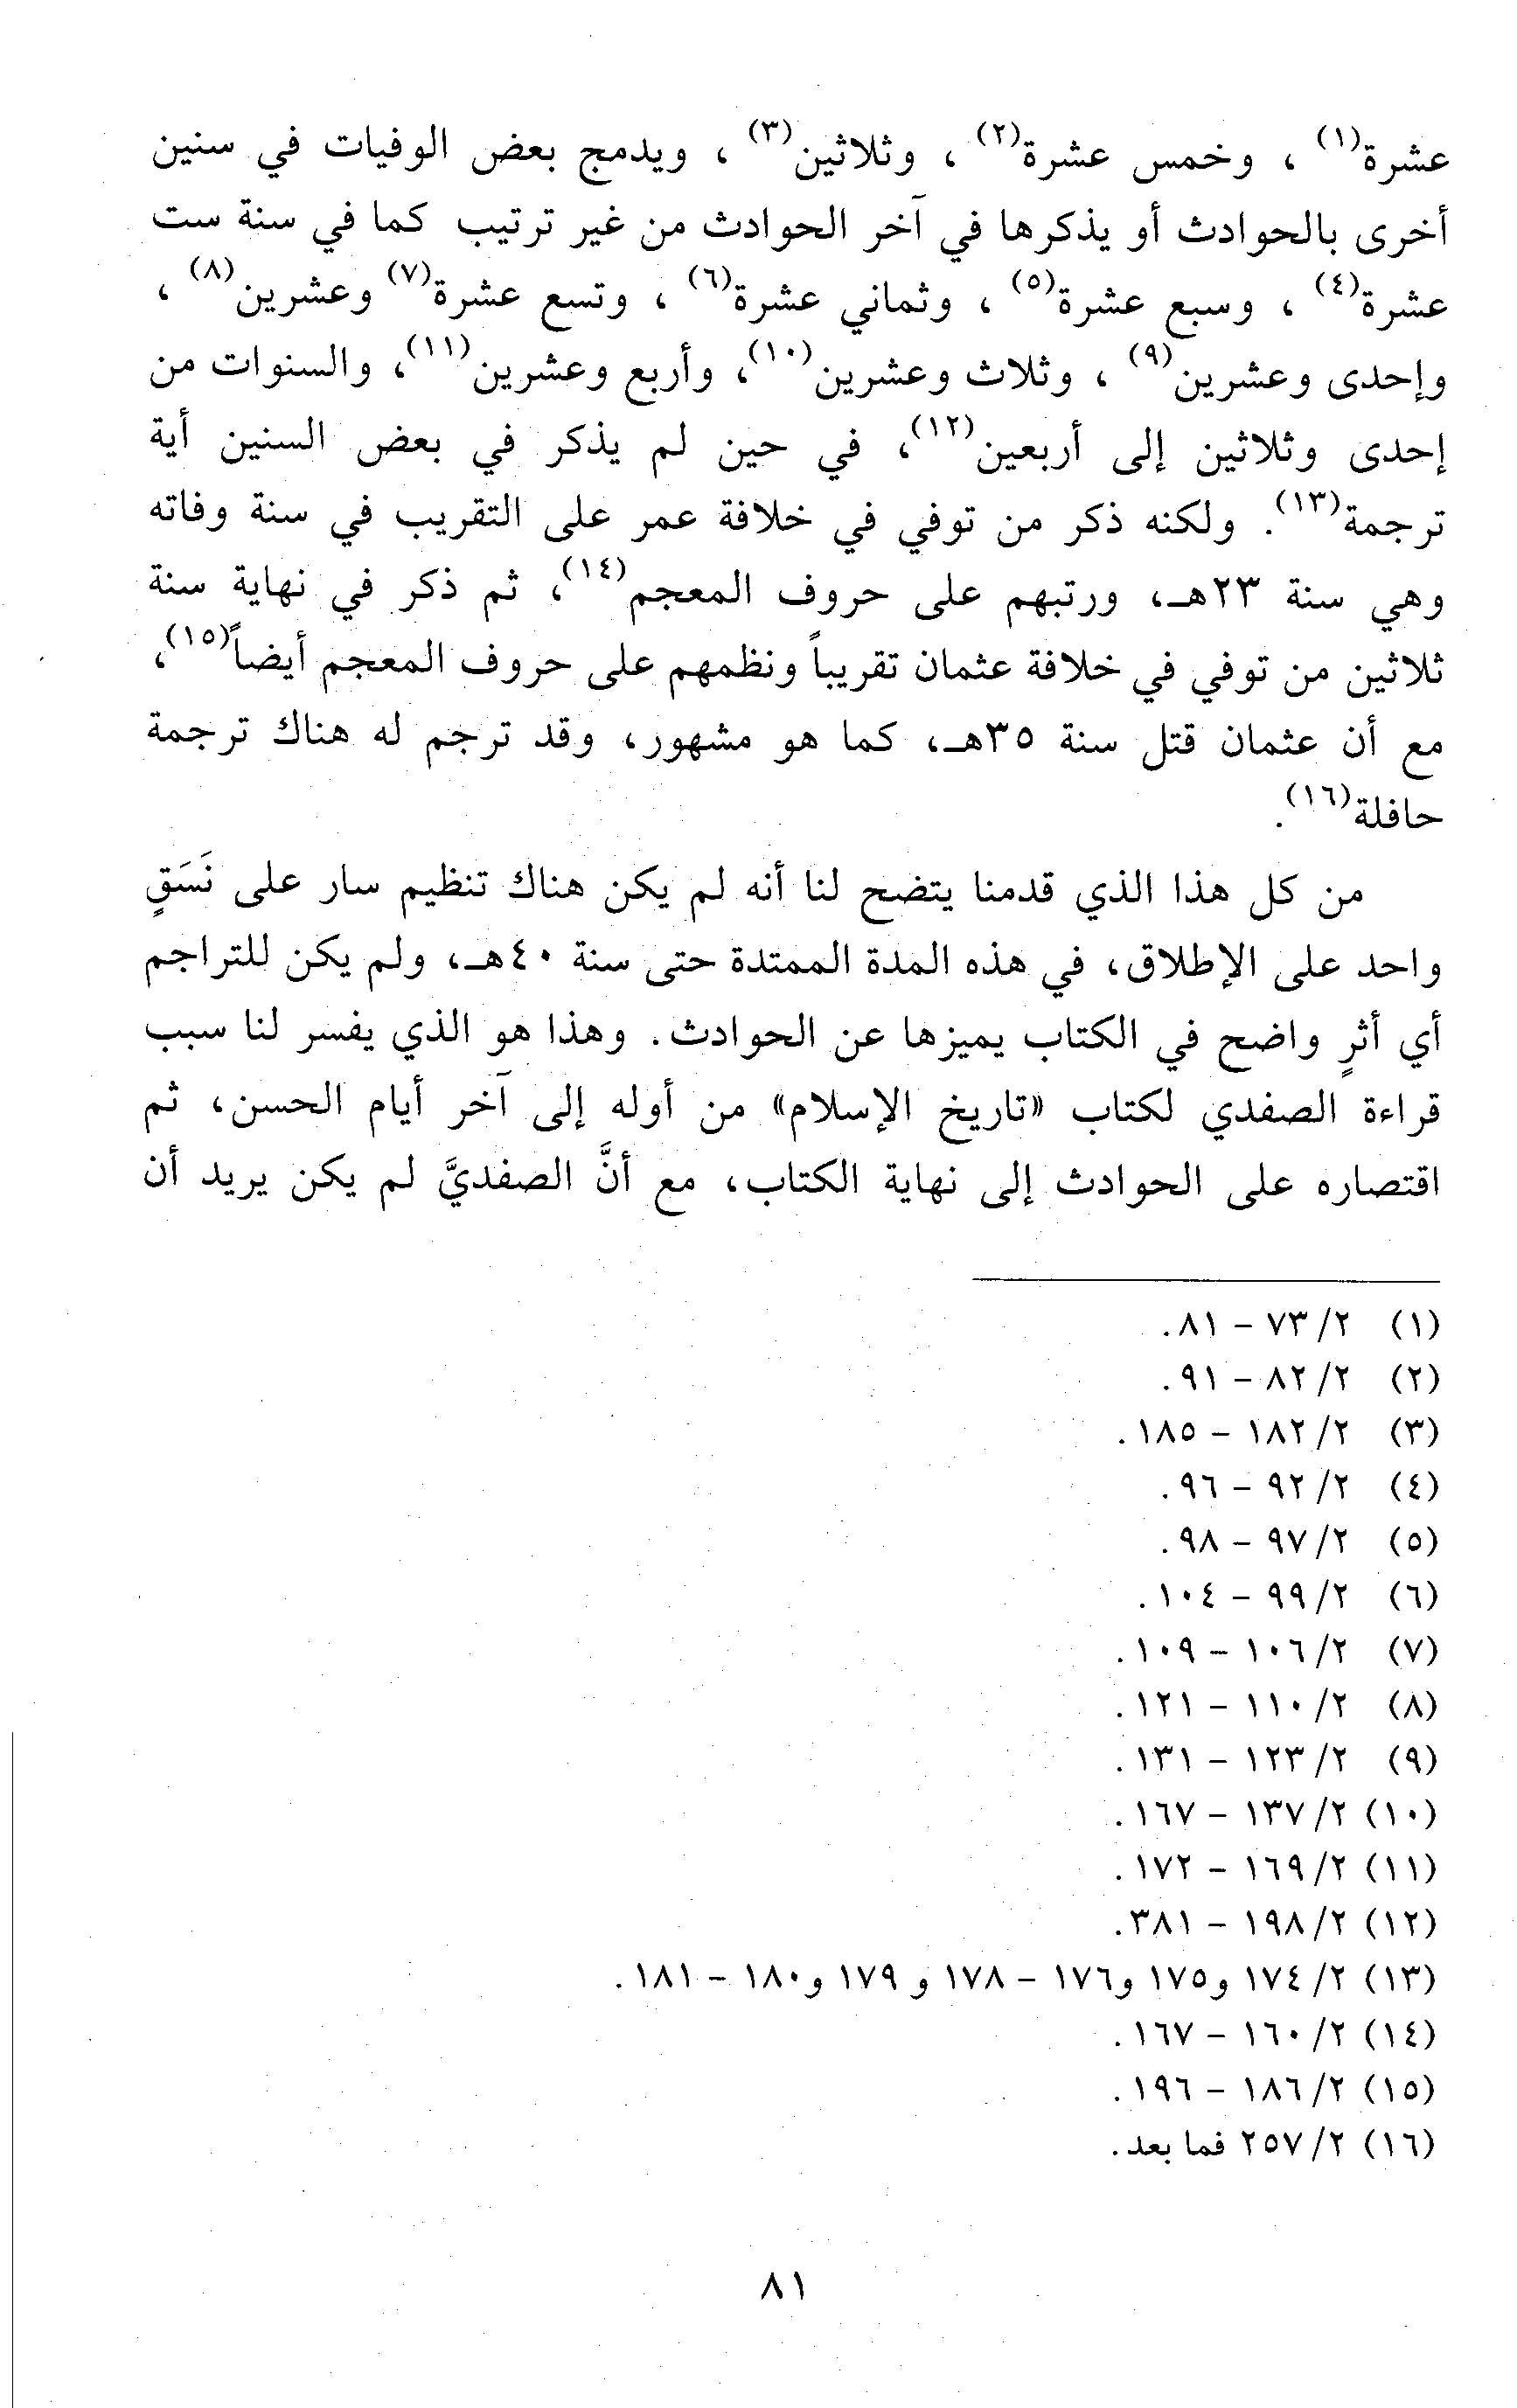 عشرة(١) ، وخمس عشرة(٢) ، وثلاثين(٣) ، ويدمج بعض الوفيات في سنين
أخرى بالحوادث أو يذكرها في آخر الحوادث من غير ترتيب كما في سنة ست
عشرة(٤) ، وسبع عشرة(٥) ، وثماني عشرة(٦) ، وتسع عشرة(٧) وعشرين(٨) ،
وإحدى وعشرين(٩) ، وثلاث وعشرين(١٠)، وأربع وعشرين(١١)، والسنوات من
إحدى وثلاثين إلى أربعين(١٢)، في حين لم يذكر في بعض السنين أية
ترجمة(١٣). ولكنه ذكر من توفي في خلافة عمر على التقريب في سنة وفاته
وهي سنة ٢٣هـ، ورتبهم على حروف المعجم(١٤)، ثم ذكر في نهاية سنة
ثلاثين من توفي في خلافة عثمان تقريباً ونظمهم على حروف المعجم أيضاً(١٥)،
مع أن عثمان قتل سنة ٣٥هـ، كما هو مشهور، وقد ترجم له هناك ترجمة
حافلة(١٦).
من كل هذا الذي قدمنا يتضح لنا أنه لم يكن هناك تنظيم سار على نَسَقٍ
واحد على الإطلاق، في هذه المدة الممتدة حتى سنة ٤٠هـ، ولم يكن للتراجم
أي أثرٍ واضح في الكتاب يميزها عن الحوادث. وهذا هو الذي يفسر لنا سبب
قراءة الصفدي لكتاب «تاريخ الإسلام» من أوله إلى آخر أيام الحسن، ثم
اقتصاره على الحوادث إلى نهاية الكتاب، مع أنَّ الصفديَّ لم يكن يريد أن
(١) ٢/ ٧٣ – ٨١.
(٢) ٢/ ٨٢ – ٩١.
(٣) ٢/ ١٨٢ – ١٨٥.
(٤) ٢/ ٩٢ – ٩٦.
(٥) ٢/ ٩٧ – ٩٨.
(٦) ٢/ ٩٩ – ١٠٤.
(٧) ٢/ ١٠٦ – ١٠٩.
(٨) ٢/ ١١٠ – ١٢١.
(٩) ٢/ ١٢٣ – ١٣١.
(١٠) ٢/ ١٣٧ – ١٦٧.
(١١) ٢/ ١٦٩ – ١٧٢.
(١٢) ٢/ ١٩٨ – ٣٨١.
(١٣) ٢/ ١٧٤ و١٧٥ و١٧٦ – ١٧٨ و ١٧٩ و١٨٠ – ١٨١.
(١٤) ٢/ ١٦٠ – ١٦٧.
(١٥) ٢/ ١٨٦ – ١٩٦.
(١٦) ٢/ ٢٥٧ فما بعد.
٨١